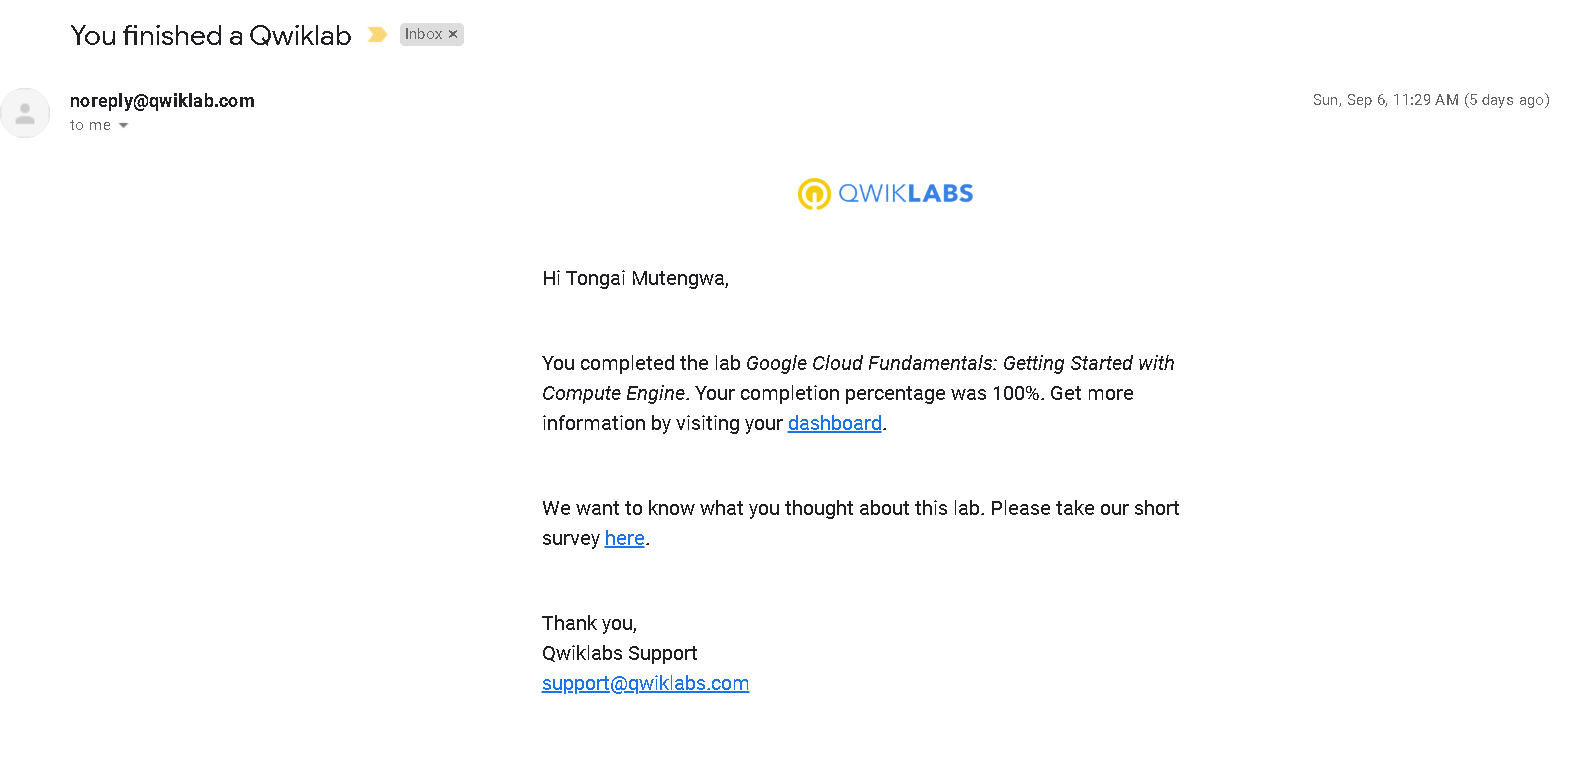 You finished a Qwiklab
Inbox ×
noreply@qwiklab.com
Sun, Sep 6, 11:29 AM (5 days ago)
to me
QWIKLABS
Hi Tongai Mutengwa,
You completed the lab Google Cloud Fundamentals: Getting Started with
Compute Engine. Your completion percentage was 100%. Get more
information by visiting your dashboard.
We want to know what you thought about this lab. Please take our short
survey here.
Thank you,
Qwiklabs Support
support@qwiklabs.com